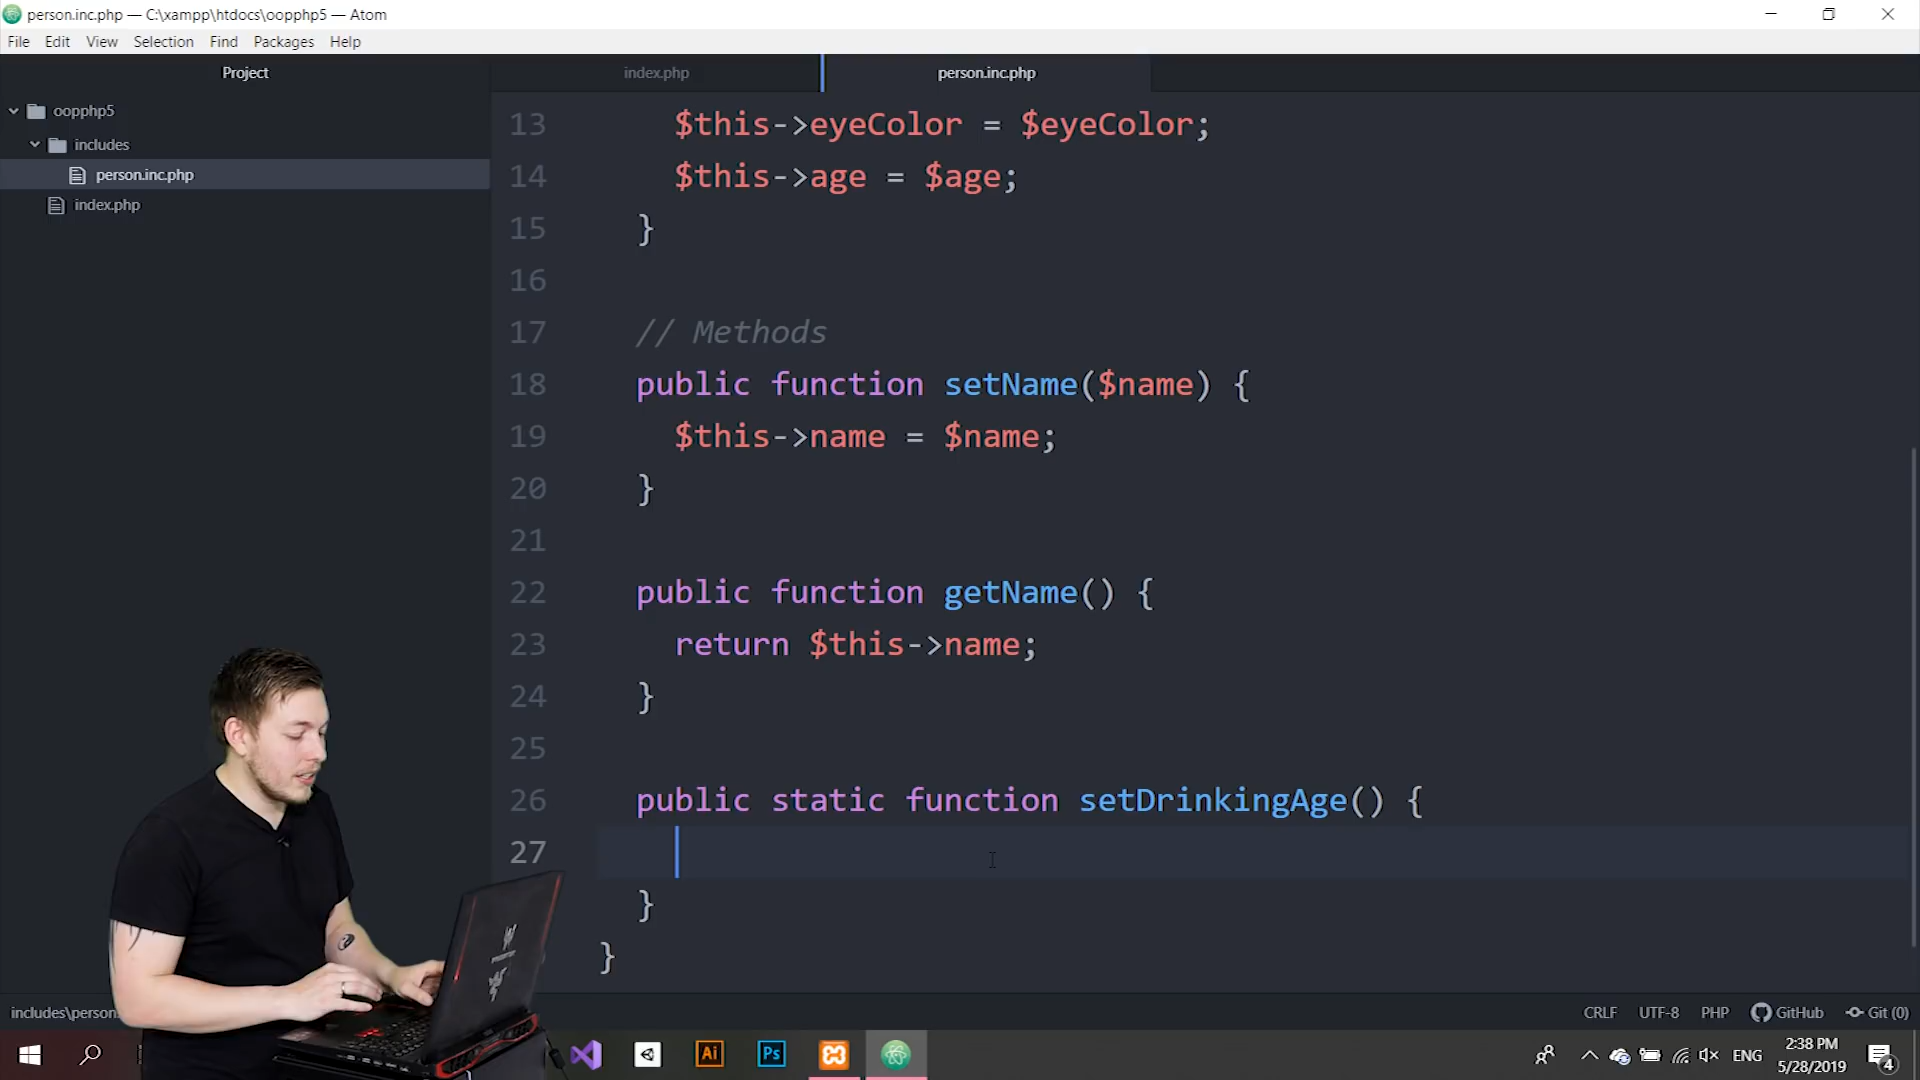 person.inc.php — C:\xampp\htdocs\oopphp5 — Atom
File Edit View Selection Find Packages Help
Project
index.php
person.inc.php
oopphp5
includes
person.inc.php
index.php
13 $this->eyeColor = $eyeColor;
14 $this->age = $age;
15 }
16
17 // Methods
18 public function setName($name) {
19 $this->name = $name;
20 }
21
22 public function getName() {
23 return $this->name;
24 }
25
26 public static function setDrinkingAge() {
27
}
}
includes\person
CRLF UTF-8 PHP GitHub Git (0)
Ai Ps ENG 2:38 PM
5/28/2019 4